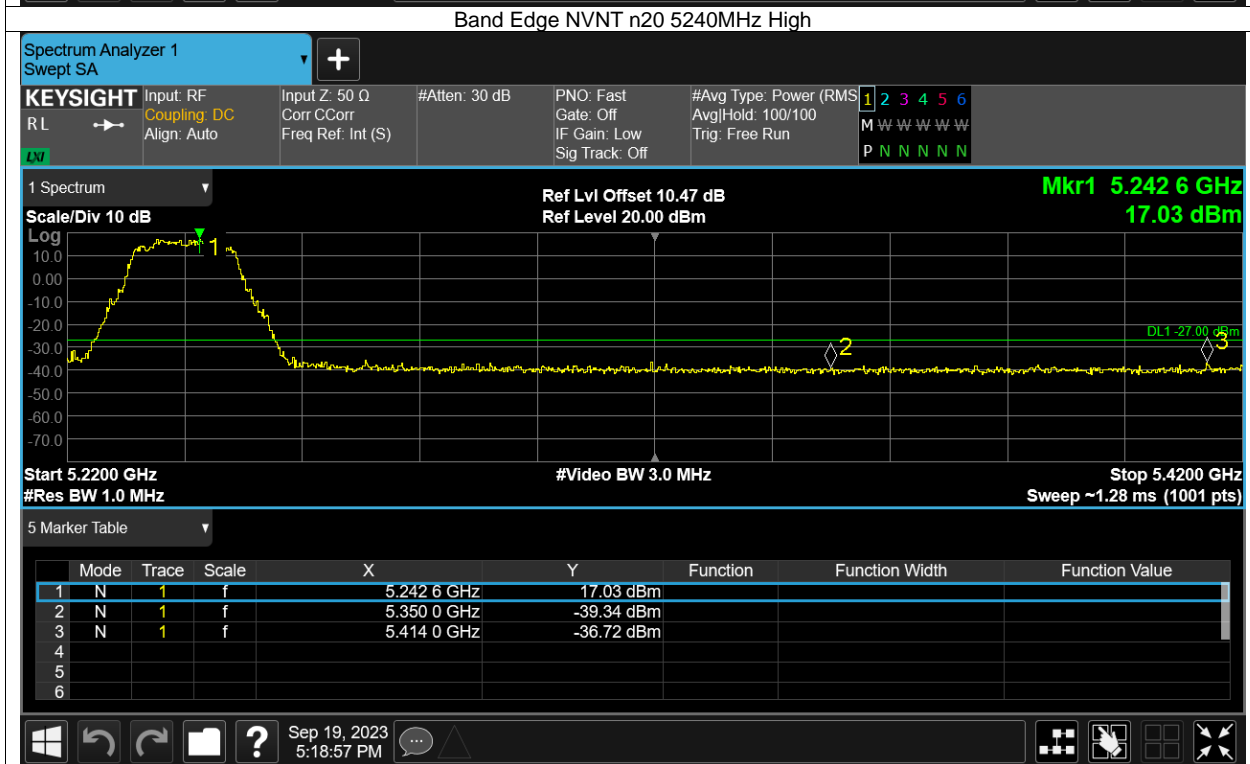 Band Edge NVNT n20 5240MHz High
Spectrum Analyzer 1
Swept SA
KEYSIGHT Input: RF Input Z: 50 Ω #Atten: 30 dB PNO: Fast #Avg Type: Power (RMS 1 2 3 4 5 6
RL Coupling: DC Corr CCorr Gate: Off Avg|Hold: 100/100 M W W W W W
Align: Auto Freq Ref: Int (S) IF Gain: Low Trig: Free Run
LXI Sig Track: Off P N N N N N
1 Spectrum Ref Lvl Offset 10.47 dB Mkr1 5.242 6 GHz
Scale/Div 10 dB Ref Level 20.00 dBm 17.03 dBm
Log
1
10.0
0.00
-10.0
-20.0
DL1 -27.00 dBm
-30.0
2 3
-40.0
-50.0
-60.0
-70.0
Start 5.2200 GHz #Video BW 3.0 MHz Stop 5.4200 GHz
#Res BW 1.0 MHz Sweep ~1.28 ms (1001 pts)
5 Marker Table
Mode Trace Scale X Y Function Function Width Function Value
1 N 1 f 5.242 6 GHz 17.03 dBm
2 N 1 f 5.350 0 GHz -39.34 dBm
3 N 1 f 5.414 0 GHz -36.72 dBm
4
5
6
? Sep 19, 2023
5:18:57 PM